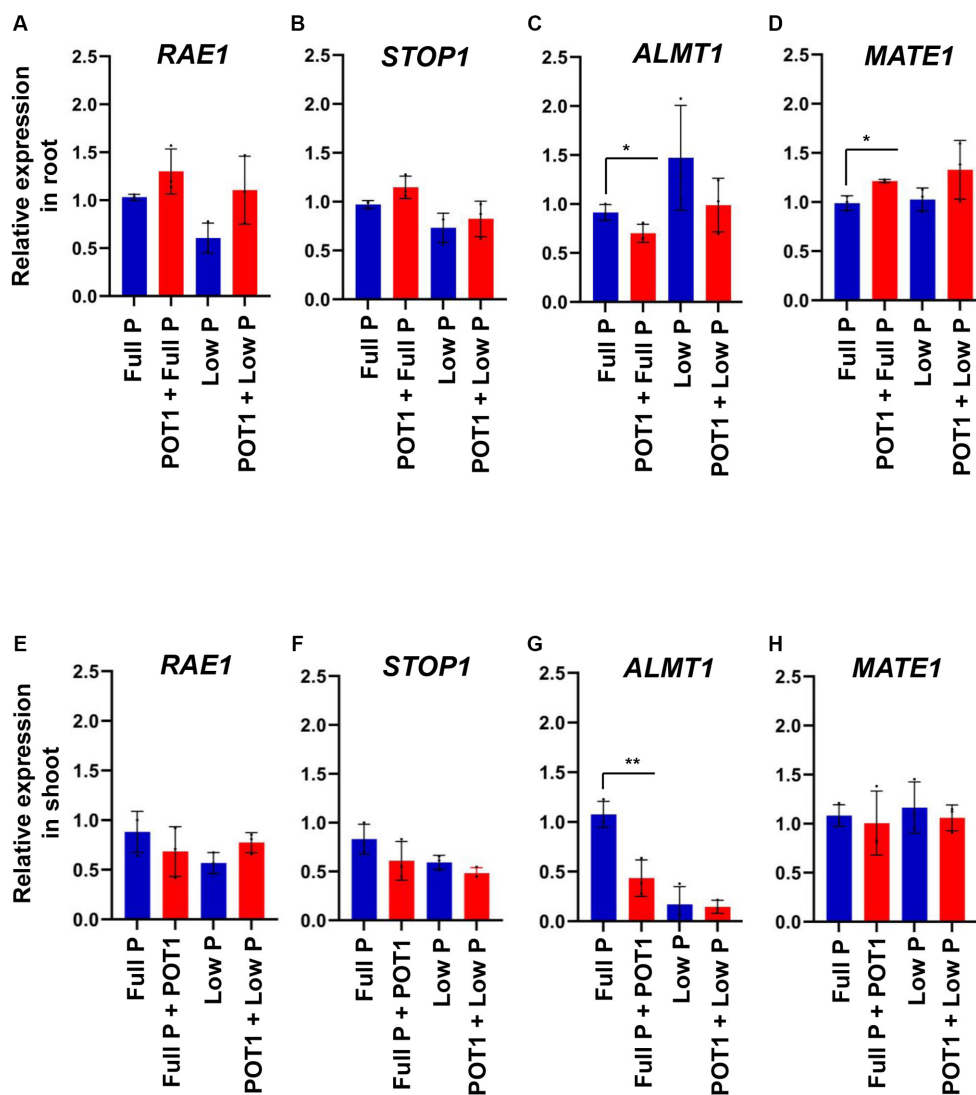 A
RAE1
Relative expression
in root
2.5
2.0
1.5
1.0
0.5
0.0
Full P
POT1 + Full P
Low P
POT1 + Low P
B
STOP1
2.5
2.0
1.5
1.0
0.5
0.0
Full P
POT1 + Full P
Low P
POT1 + Low P
C
ALMT1
2.5
2.0
1.5
1.0
0.5
0.0
*
Full P
POT1 + Full P
Low P
POT1 + Low P
D
MATE1
2.5
2.0
1.5
1.0
0.5
0.0
*
Full P
POT1 + Full P
Low P
POT1 + Low P
E
RAE1
Relative expression
in shoot
2.5
2.0
1.5
1.0
0.5
0.0
Full P
Full P + POT1
Low P
POT1 + Low P
F
STOP1
2.5
2.0
1.5
1.0
0.5
0.0
Full P
Full P + POT1
Low P
POT1 + Low P
G
ALMT1
2.5
2.0
1.5
1.0
0.5
0.0
**
Full P
Full P + POT1
Low P
POT1 + Low P
H
MATE1
2.5
2.0
1.5
1.0
0.5
0.0
Full P
Full P + POT1
Low P
POT1 + Low P